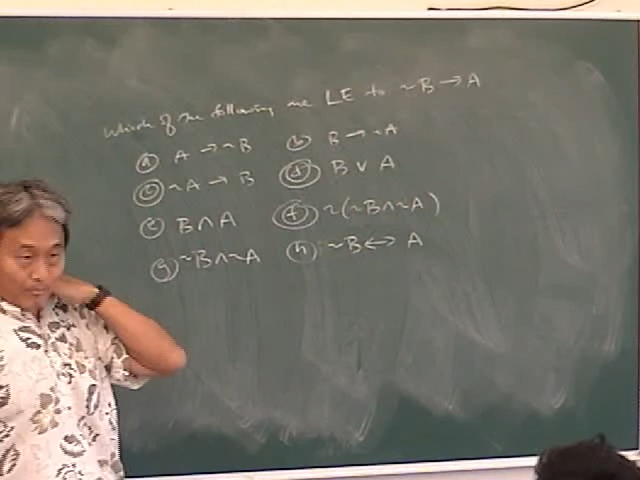 Which of the following are LE to ~B → A
(a) A → ~B (b) B → ~A
(c) ~A → B (d) B ∨ A
(e) B ∧ A (f) ~(~B ∧ ~A)
(g) ~B ∧ ~A (h) ~B ↔ A